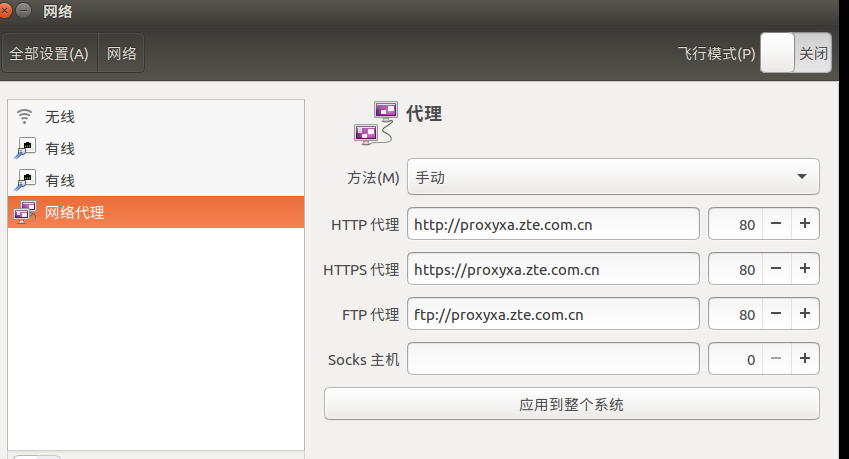 网络
全部设置(A) 网络 飞行模式(P) 关闭
无线
有线
有线
网络代理
代理
方法(M) 手动
HTTP 代理 http://proxyxa.zte.com.cn 80 − +
HTTPS 代理 https://proxyxa.zte.com.cn 80 − +
FTP 代理 ftp://proxyxa.zte.com.cn 80 − +
Socks 主机 0 − +
应用到整个系统